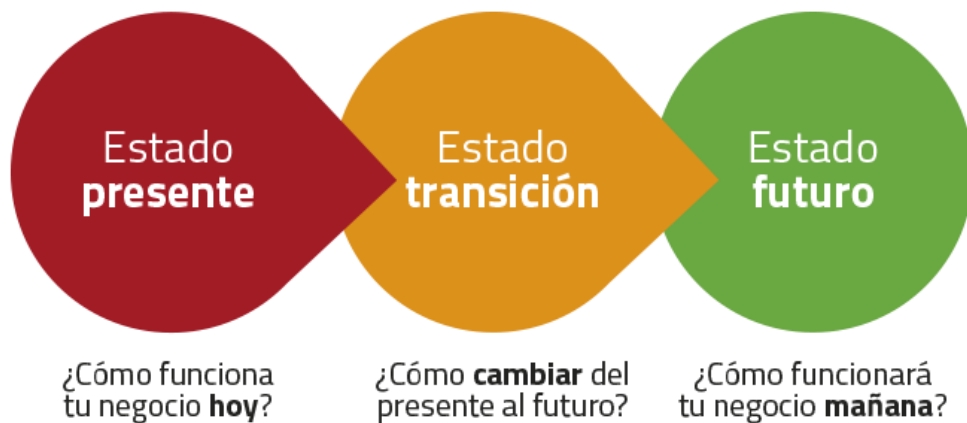 Estado
presente
Estado
transición
Estado
futuro
¿Cómo funciona
tu negocio hoy?
¿Cómo cambiar del
presente al futuro?
¿Cómo funcionará
tu negocio mañana?